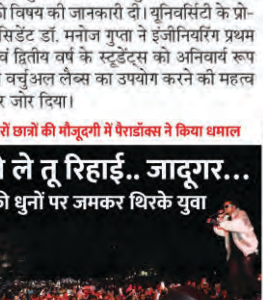 विषय की जानकारी दी। यूनिवर्सिटी के प्रो-
सिडेंट डॉ. मनोज गुप्ता ने इंजीनियरिंग प्रथम
वं द्वितीय वर्ष के स्टूडेंट्स को अनिवार्य रूप
वर्चुअल लैब्स का उपयोग करने की महत्व
र जोर दिया।
रों छात्रों की मौजूदगी में पैराडॉक्स ने किया धमाल
ले तू रिहाई.. जादूगर...
की धुनों पर जमकर थिरके युवा